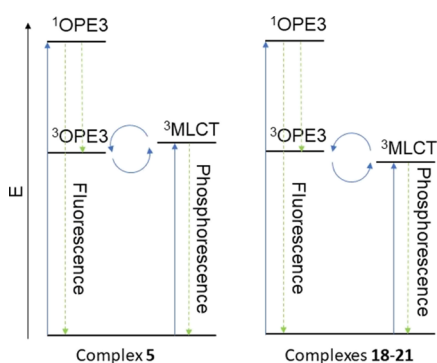 ¹OPE3
¹OPE3
³OPE3
³MLCT
³OPE3
³MLCT
E
Fluorescence
Phosphorescence
Fluorescence
Phosphorescence
Complex 5
Complexes 18-21